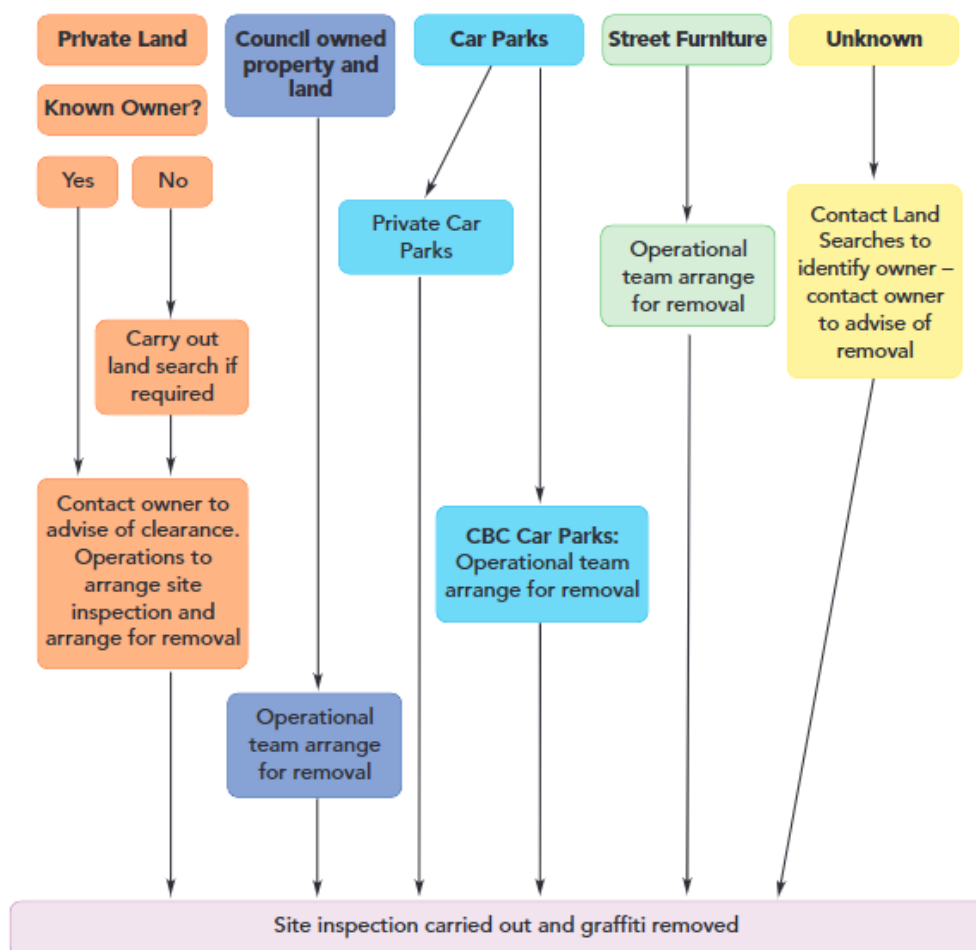 Private Land
Known Owner?
Yes
No
Carry out
land search if
required
Contact owner to
advise of clearance.
Operations to
arrange site
inspection and
arrange for removal
Council owned
property and
land
Operational
team arrange
for removal
Car Parks
Private Car
Parks
CBC Car Parks:
Operational team
arrange for removal
Street Furniture
Operational
team arrange
for removal
Unknown
Contact Land
Searches to
identify owner –
contact owner
to advise of
removal
Site inspection carried out and graffiti removed